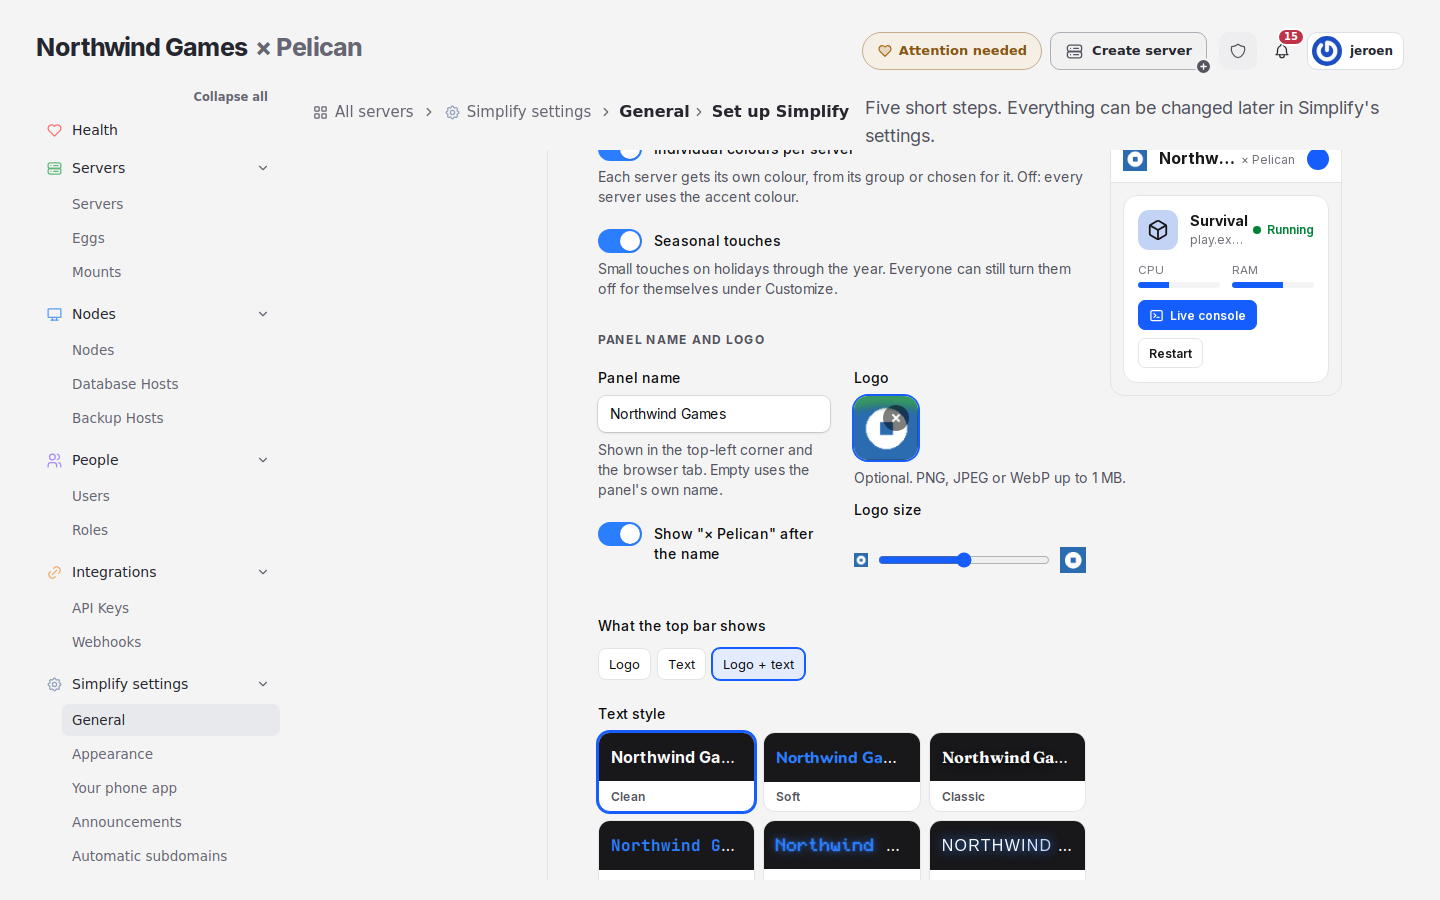 Northwind Games × Pelican
Attention needed
Create server
15
jeroen
Collapse all
Health
Servers
Servers
Eggs
Mounts
Nodes
Nodes
Database Hosts
Backup Hosts
People
Users
Roles
Integrations
API Keys
Webhooks
Simplify settings
General
Appearance
Your phone app
Announcements
Automatic subdomains
All servers > Simplify settings > General > Set up Simplify
Five short steps. Everything can be changed later in Simplify's
settings.
Individual colours per server
Each server gets its own colour, from its group or chosen for it. Off: every
server uses the accent colour.
Seasonal touches
Small touches on holidays through the year. Everyone can still turn them
off for themselves under Customize.
PANEL NAME AND LOGO
Panel name
Northwind Games
Shown in the top-left corner and
the browser tab. Empty uses the
panel's own name.
Show "× Pelican" after
the name
Logo
Optional. PNG, JPEG or WebP up to 1 MB.
Logo size
What the top bar shows
Logo
Text
Logo + text
Text style
Northwind Ga...
Clean
Northwind Ga...
Soft
Northwind Ga...
Classic
Northwind G...
Northwind ...
NORTHWIND ...
Northw... × Pelican
Survival
play.ex...
Running
CPU
RAM
Live console
Restart